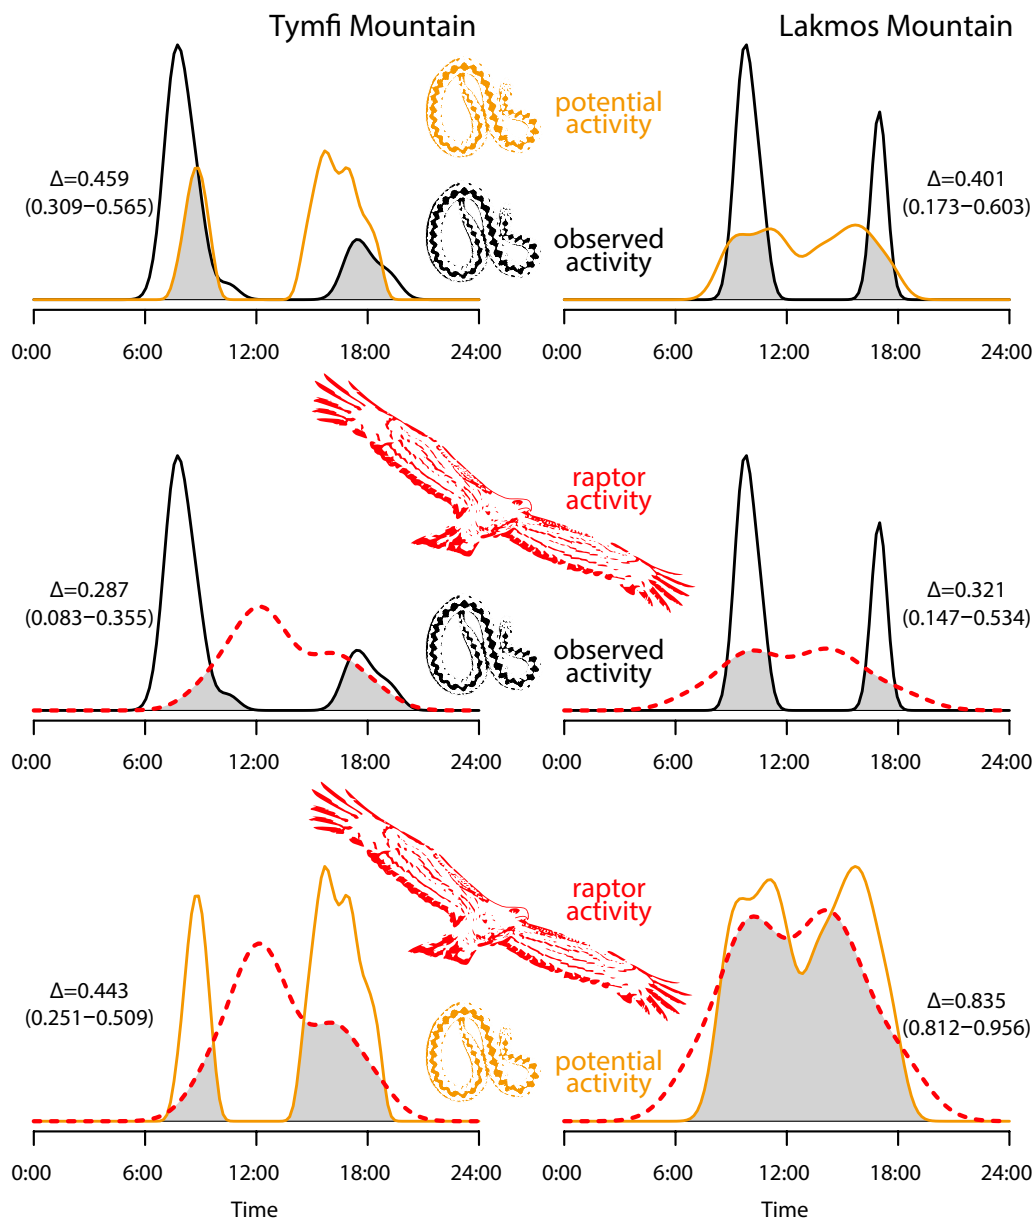 Tymfi Mountain
Lakmos Mountain
potential
activity
Δ=0.459
(0.309−0.565)
observed
activity
Δ=0.401
(0.173−0.603)
0:00 6:00 12:00 18:00 24:00
0:00 6:00 12:00 18:00 24:00
raptor
activity
Δ=0.287
(0.083−0.355)
observed
activity
Δ=0.321
(0.147−0.534)
0:00 6:00 12:00 18:00 24:00
0:00 6:00 12:00 18:00 24:00
raptor
activity
Δ=0.443
(0.251−0.509)
potential
activity
Δ=0.835
(0.812−0.956)
0:00 6:00 12:00 18:00 24:00
0:00 6:00 12:00 18:00 24:00
Time
Time